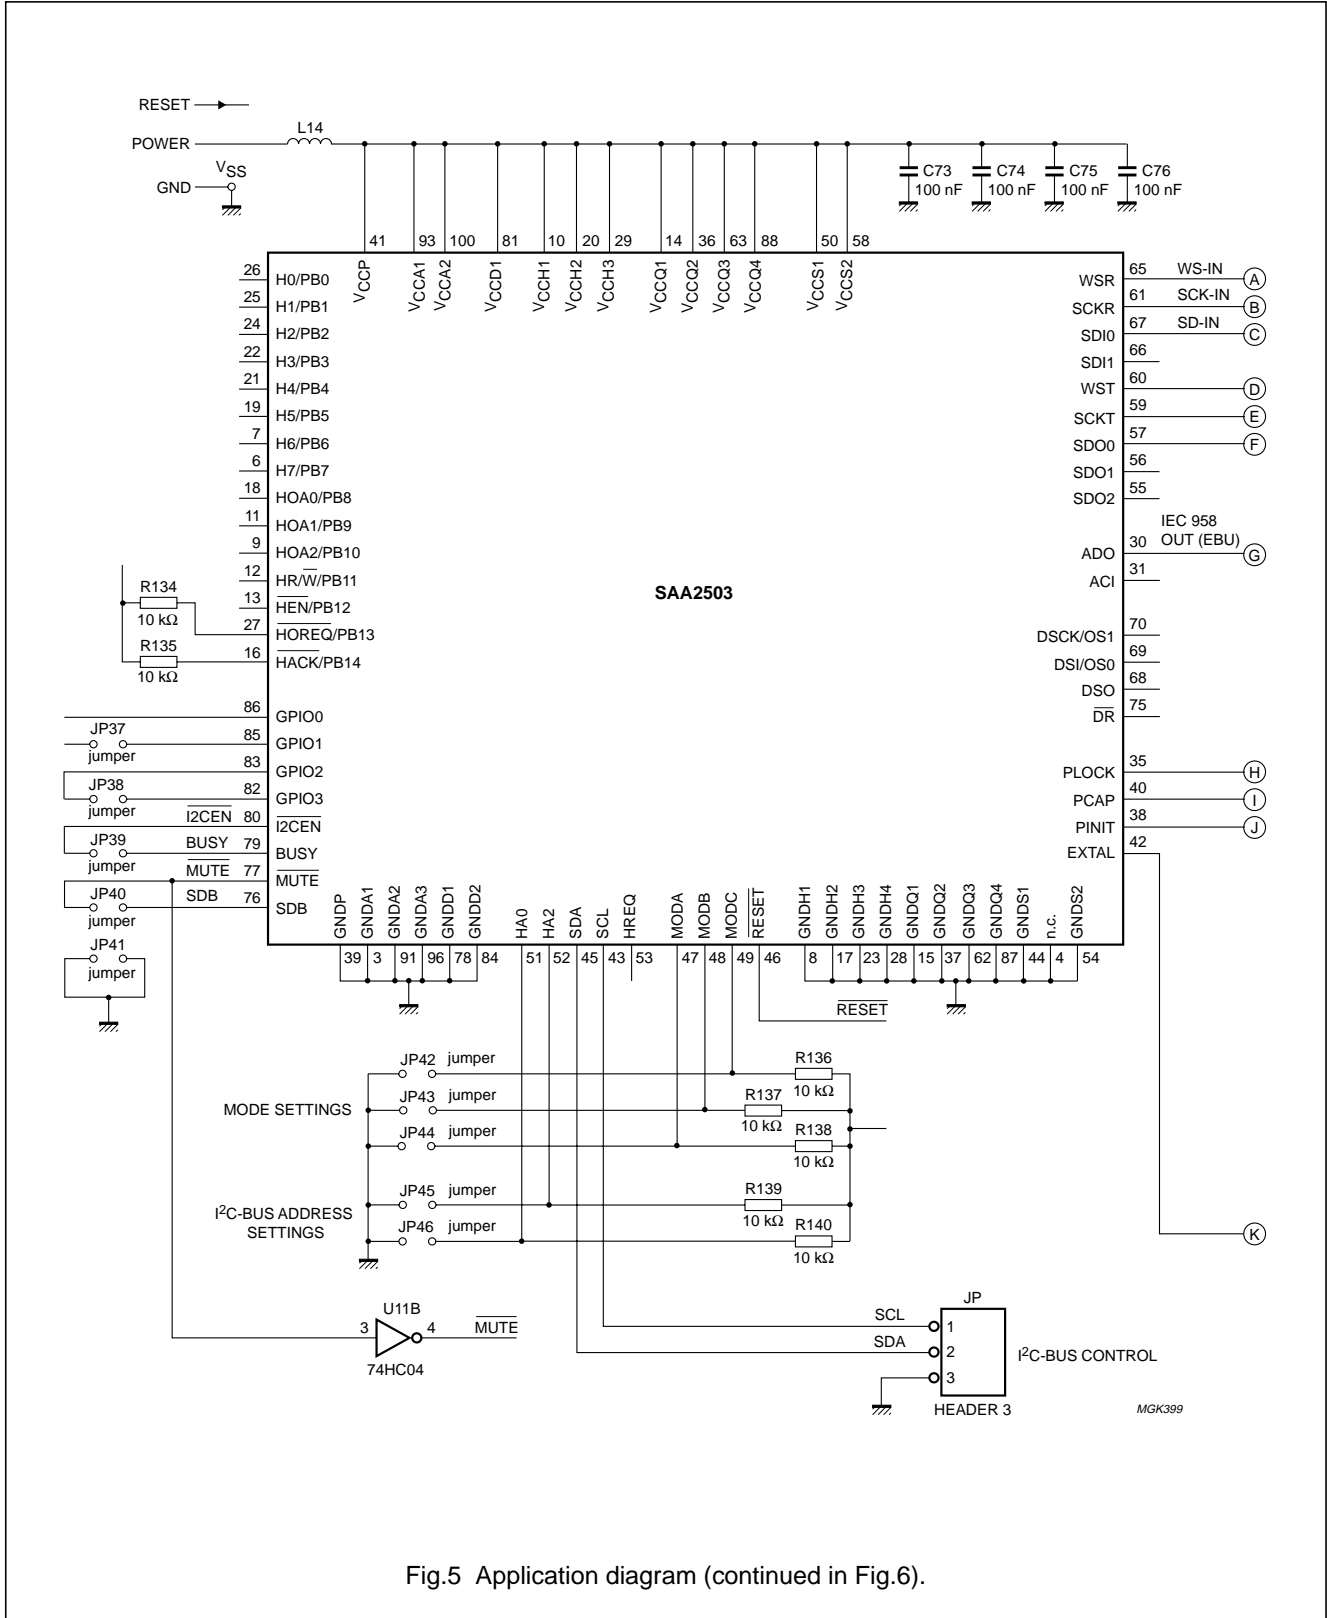 RESET
POWER
L14
VSS
GND
C73
100 nF
C74
100 nF
C75
100 nF
C76
100 nF
41 93 100 81 10 20 29 14 36 63 88 50 58
VCCP VCCA1 VCCA2 VCCD1 VCCH1 VCCH2 VCCH3 VCCQ1 VCCQ2 VCCQ3 VCCQ4 VCCS1 VCCS2
26 H0/PB0
25 H1/PB1
24 H2/PB2
22 H3/PB3
21 H4/PB4
19 H5/PB5
7 H6/PB6
6 H7/PB7
18 HOA0/PB8
11 HOA1/PB9
9 HOA2/PB10
12 HR/W/PB11
13 HEN/PB12
27 HOREQ/PB13
16 HACK/PB14
R134
10 kΩ
R135
10 kΩ
86 GPIO0
85 GPIO1
83 GPIO2
82 GPIO3
I2CEN 80 I2CEN
BUSY 79 BUSY
MUTE 77 MUTE
SDB 76 SDB
JP37
jumper
JP38
jumper
JP39
jumper
JP40
jumper
JP41
jumper
SAA2503
WSR 65 WS-IN A
SCKR 61 SCK-IN B
SDI0 67 SD-IN C
SDI1 66
WST 60 D
SCKT 59 E
SDO0 57 F
SDO1 56
SDO2 55
IEC 958
OUT (EBU)
ADO 30 G
ACI 31
DSCK/OS1 70
DSI/OS0 69
DSO 68
DR 75
PLOCK 35 H
PCAP 40 I
PINIT 38 J
EXTAL 42
K
GNDP GNDA1 GNDA2 GNDA3 GNDD1 GNDD2 HA0 HA2 SDA SCL HREQ MODA MODB MODC RESET GNDH1 GNDH2 GNDH3 GNDH4 GNDQ1 GNDQ2 GNDQ3 GNDQ4 GNDS1 n.c. GNDS2
39 3 91 96 78 84 51 52 45 43 53 47 48 49 46 8 17 23 28 15 37 62 87 44 4 54
RESET
MODE SETTINGS
JP42 jumper
R136
10 kΩ
JP43 jumper
R137
10 kΩ
JP44 jumper
R138
10 kΩ
I2C-BUS ADDRESS
SETTINGS
JP45 jumper
R139
10 kΩ
JP46 jumper
R140
10 kΩ
U11B
3 4 MUTE
74HC04
JP
SCL 1
SDA 2
3
I2C-BUS CONTROL
HEADER 3
MGK399
Fig.5 Application diagram (continued in Fig.6).